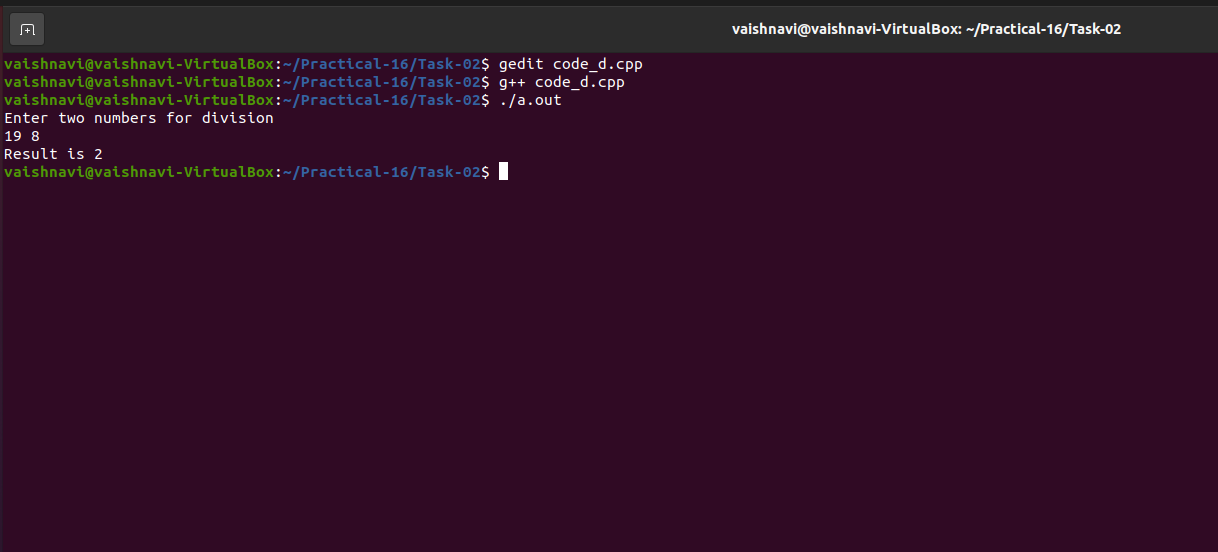 vaishnavi@vaishnavi-VirtualBox: ~/Practical-16/Task-02
vaishnavi@vaishnavi-VirtualBox:~/Practical-16/Task-02$ gedit code_d.cpp
vaishnavi@vaishnavi-VirtualBox:~/Practical-16/Task-02$ g++ code_d.cpp
vaishnavi@vaishnavi-VirtualBox:~/Practical-16/Task-02$ ./a.out
Enter two numbers for division
19 8
Result is 2
vaishnavi@vaishnavi-VirtualBox:~/Practical-16/Task-02$